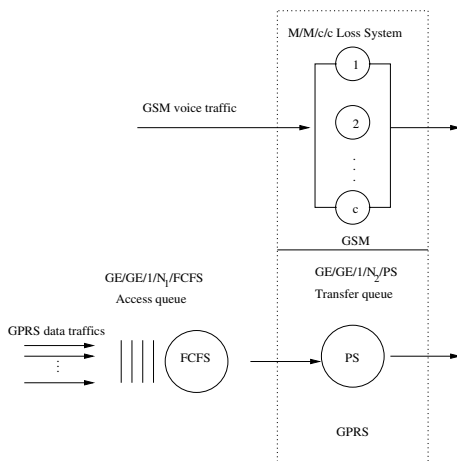 M/M/c/c Loss System
1
GSM voice traffic
2
c
GSM
GE/GE/1/N1/FCFS
Access queue
GE/GE/1/N2/PS
Transfer queue
GPRS data traffics
FCFS
PS
GPRS